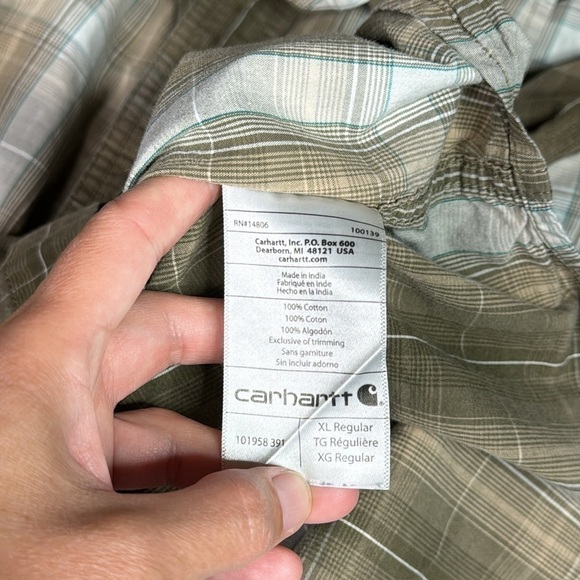 RN#14806
100139
Carhartt, Inc. P.O. Box 600
Dearborn, MI 48121 USA
carhartt.com
Made in India
Fabriqué en Inde
Hecho en la India
100% Cotton
100% Coton
100% Algodón
Exclusive of trimming
Sans garniture
Sin incluir adorno
carhartt
101958 391
XL Regular
TG Régulière
XG Regular